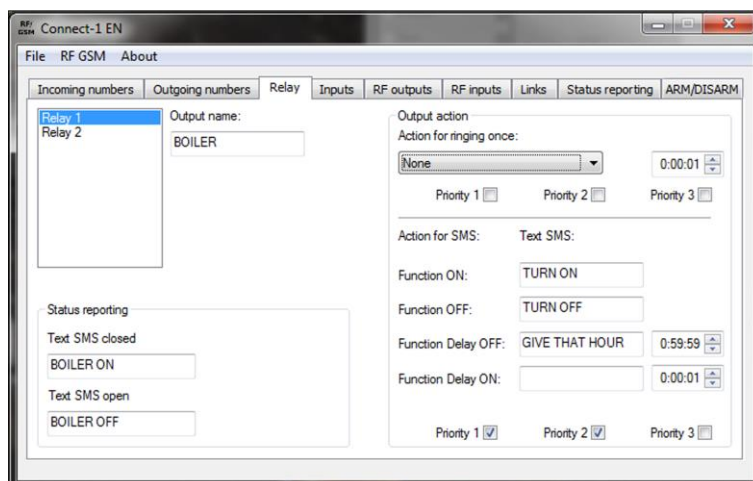 RF/GSM Connect-1 EN
File RF GSM About
Incoming numbers Outgoing numbers Relay Inputs RF outputs RF inputs Links Status reporting ARM/DISARM
Relay 1
Relay 2
Output name:
BOILER
Status reporting
Text SMS closed
BOILER ON
Text SMS open
BOILER OFF
Output action
Action for ringing once:
None 0:00:01
Priority 1 Priority 2 Priority 3
Action for SMS: Text SMS:
Function ON: TURN ON
Function OFF: TURN OFF
Function Delay OFF: GIVE THAT HOUR 0:59:59
Function Delay ON: 0:00:01
Priority 1 Priority 2 Priority 3